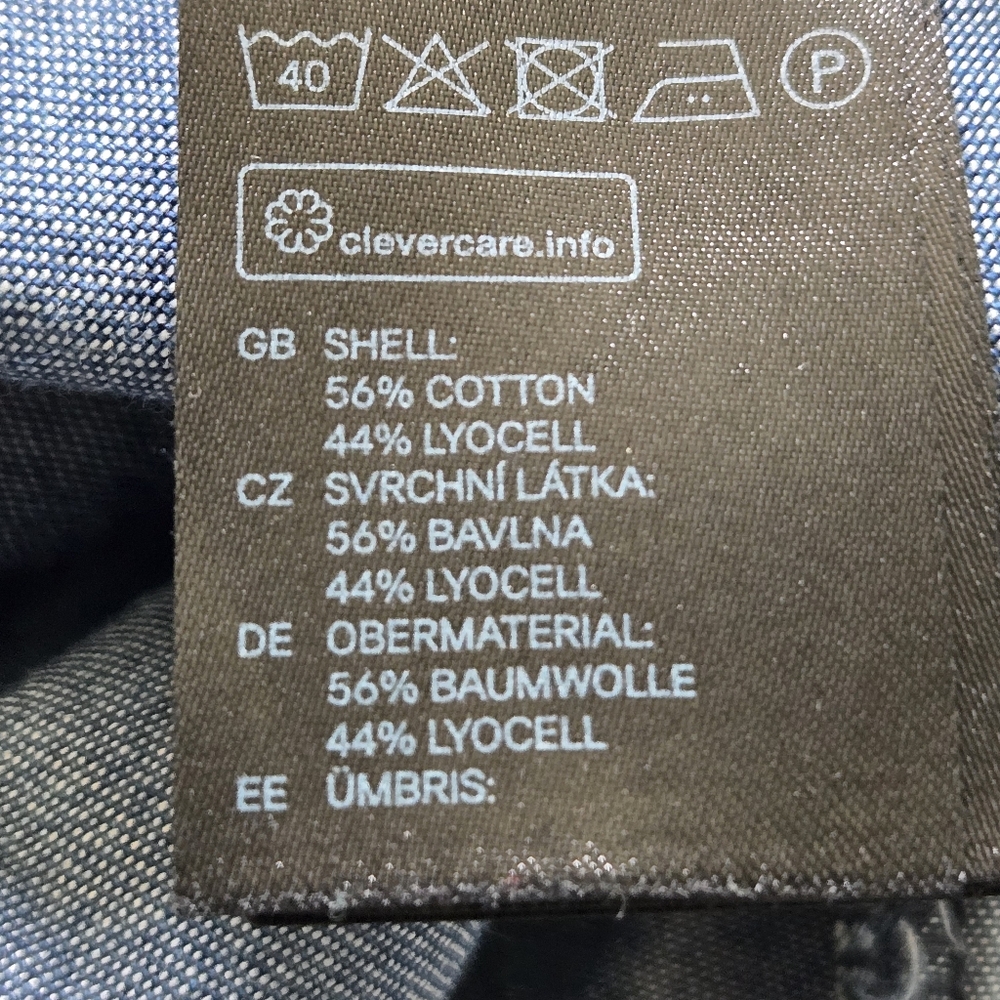 40 P
clevercare.info
GB SHELL:
56% COTTON
44% LYOCELL
CZ SVRCHNÍ LÁTKA:
56% BAVLNA
44% LYOCELL
DE OBERMATERIAL:
56% BAUMWOLLE
44% LYOCELL
EE ÜMBRIS: